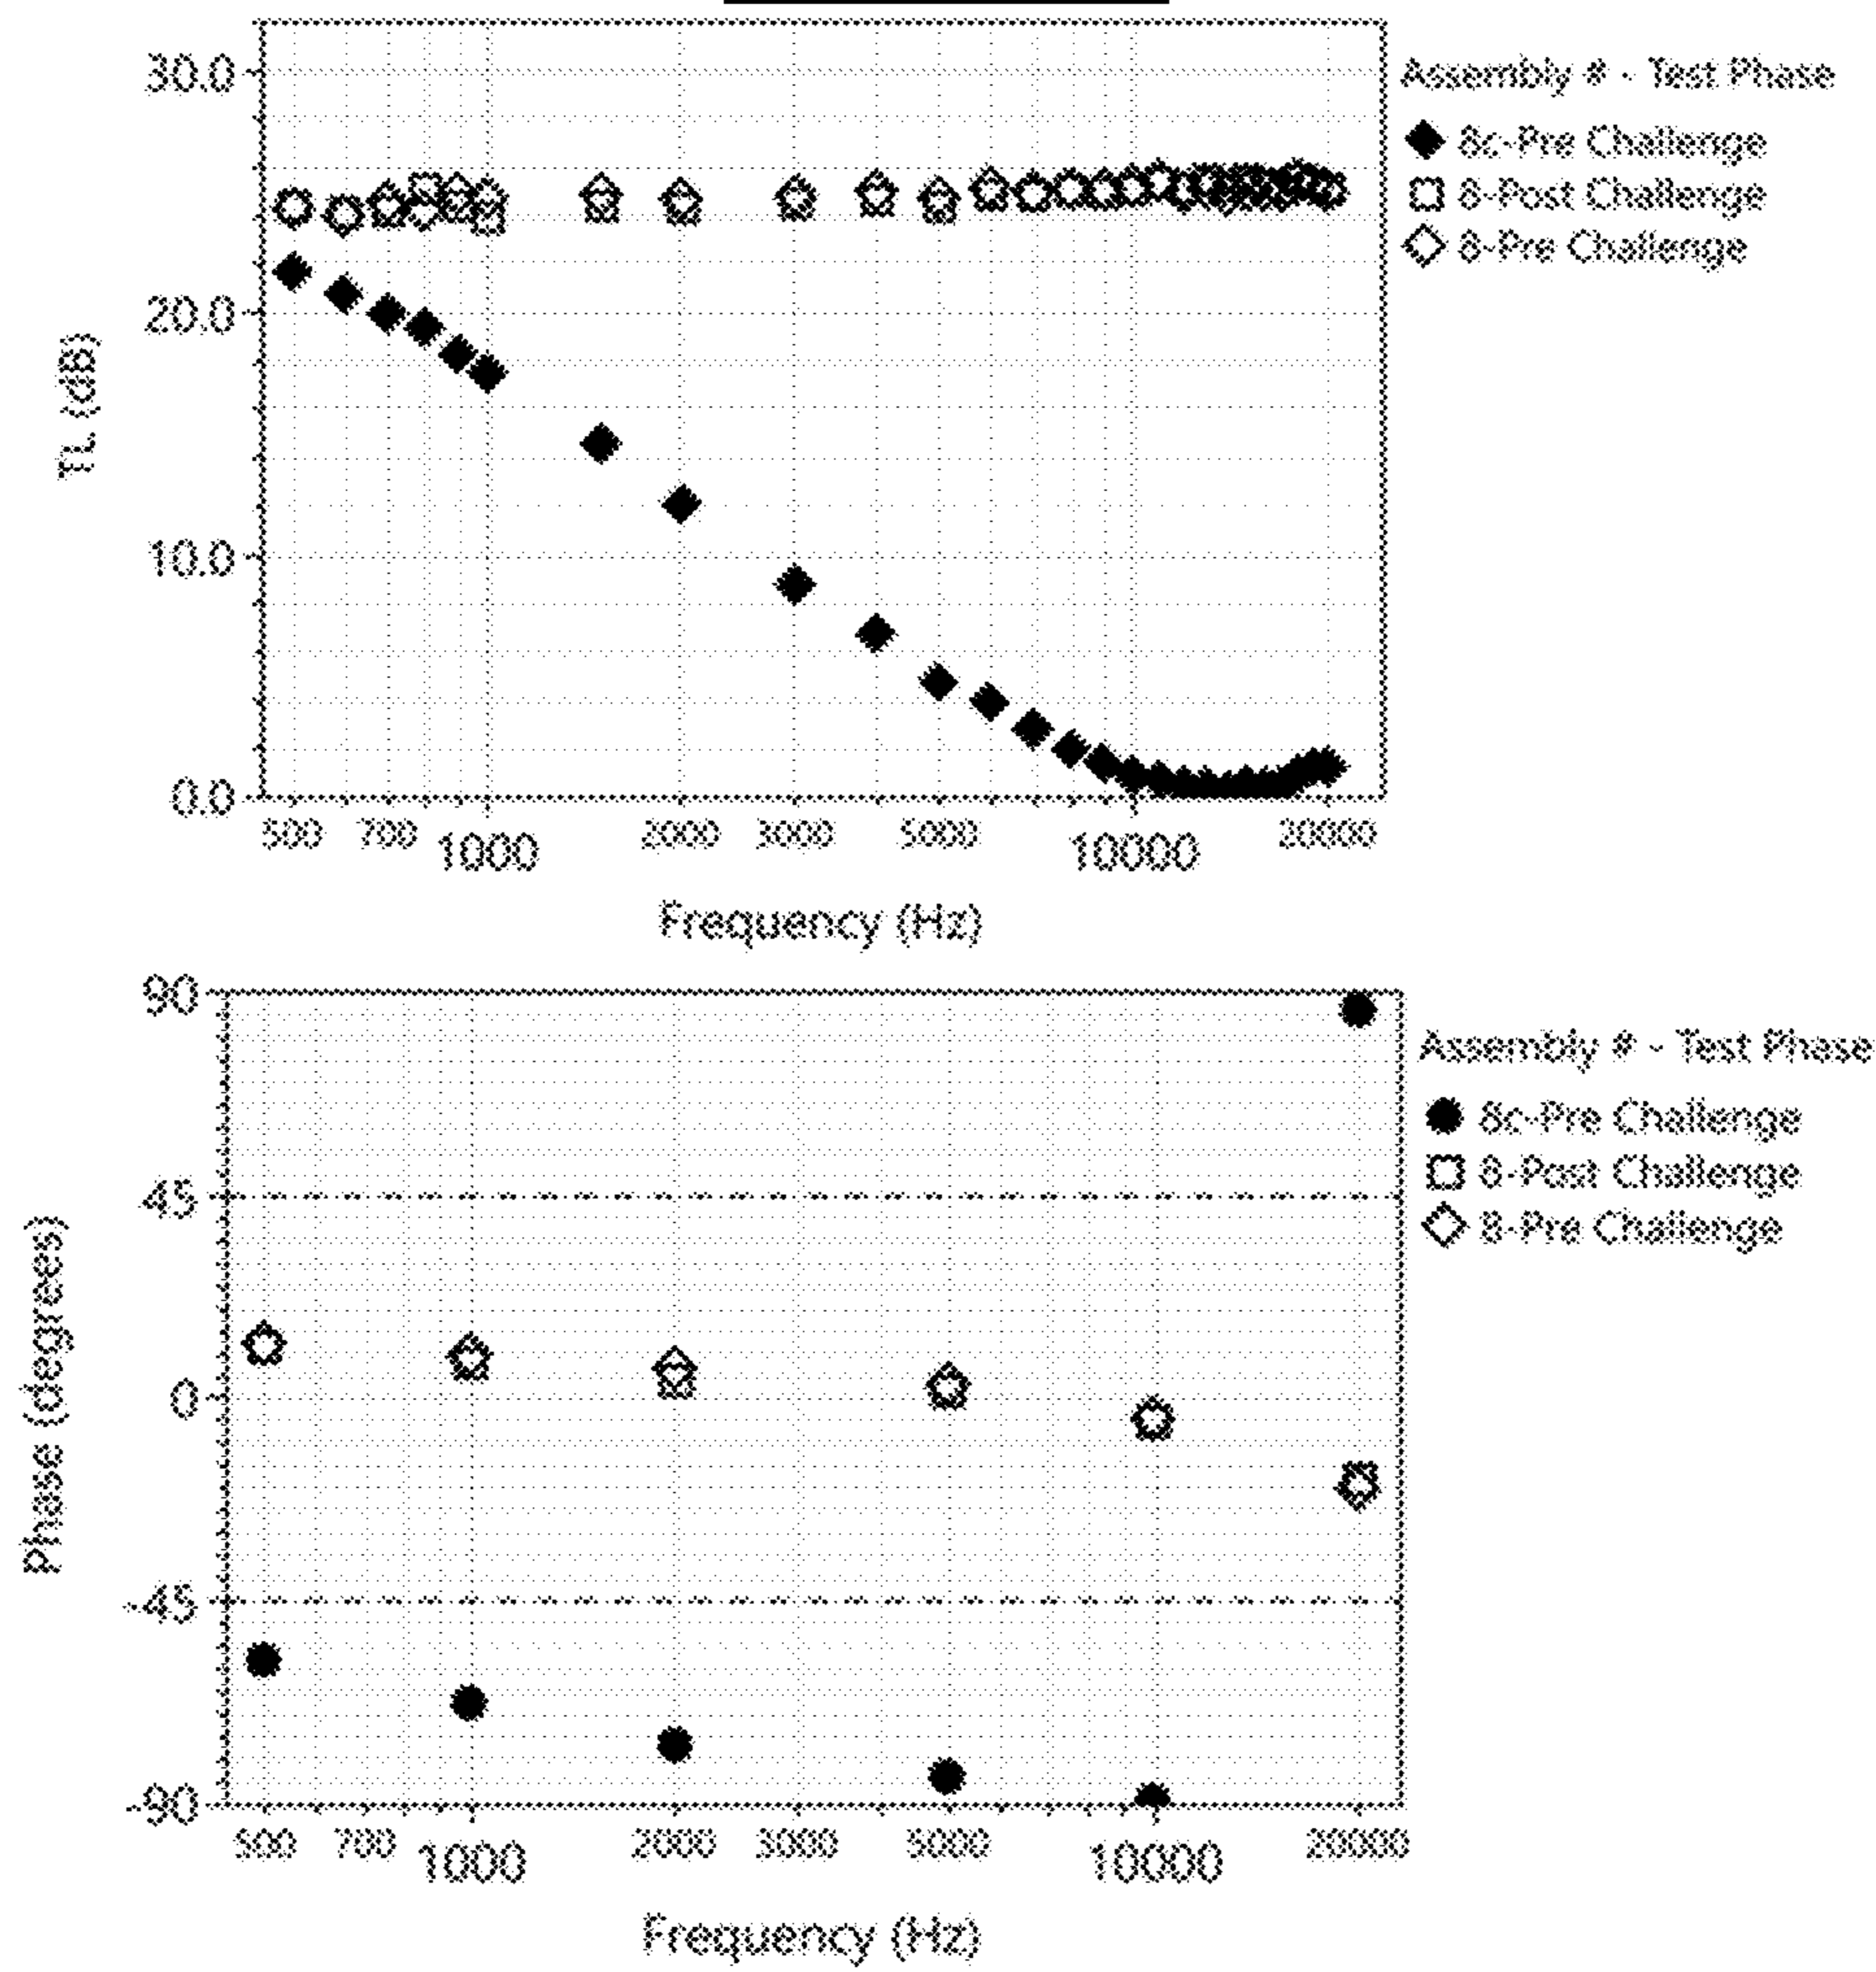 30.0
20.0
10.0
0.0
TL (dB)
500 700 1000 2000 3000 5000 10000 20000
Frequency (Hz)
Assembly # - Test Phase
8c-Pre Challenge
8-Post Challenge
8-Pre Challenge
90
45
0
-45
-90
Phase (degrees)
500 700 1000 2000 3000 5000 10000 20000
Frequency (Hz)
Assembly # - Test Phase
8c-Pre Challenge
8-Post Challenge
8-Pre Challenge